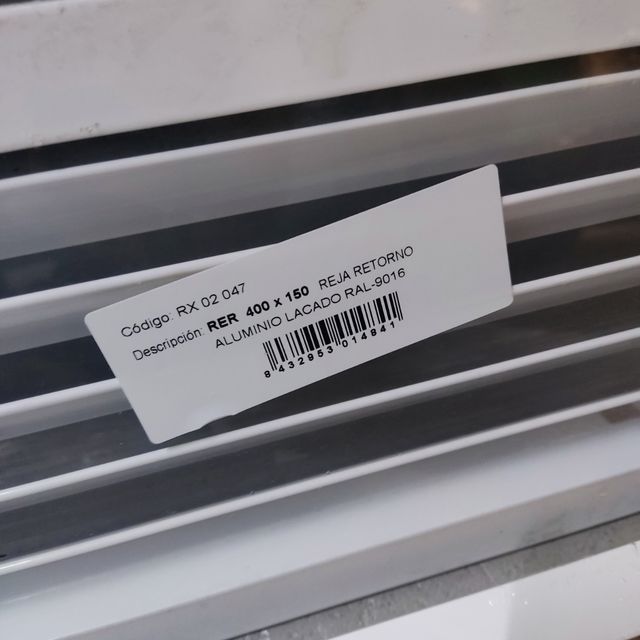 Código: RX 02 047
Descripción: RER 400 x 150 REJA RETORNO
ALUMINIO LACADO RAL-9016
8 432953 014841